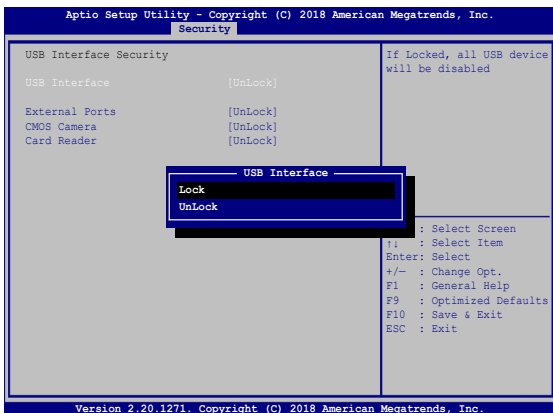 Aptio Setup Utility - Copyright (C) 2018 American Megatrends, Inc.
Security
USB Interface Security
USB Interface [UnLock]
External Ports [UnLock]
CMOS Camera [UnLock]
Card Reader [UnLock]
If Locked, all USB device
will be disabled
USB Interface
Lock
UnLock
: Select Screen
↑↓ : Select Item
Enter: Select
+/— : Change Opt.
F1 : General Help
F9 : Optimized Defaults
F10 : Save & Exit
ESC : Exit
Version 2.20.1271. Copyright (C) 2018 American Megatrends, Inc.